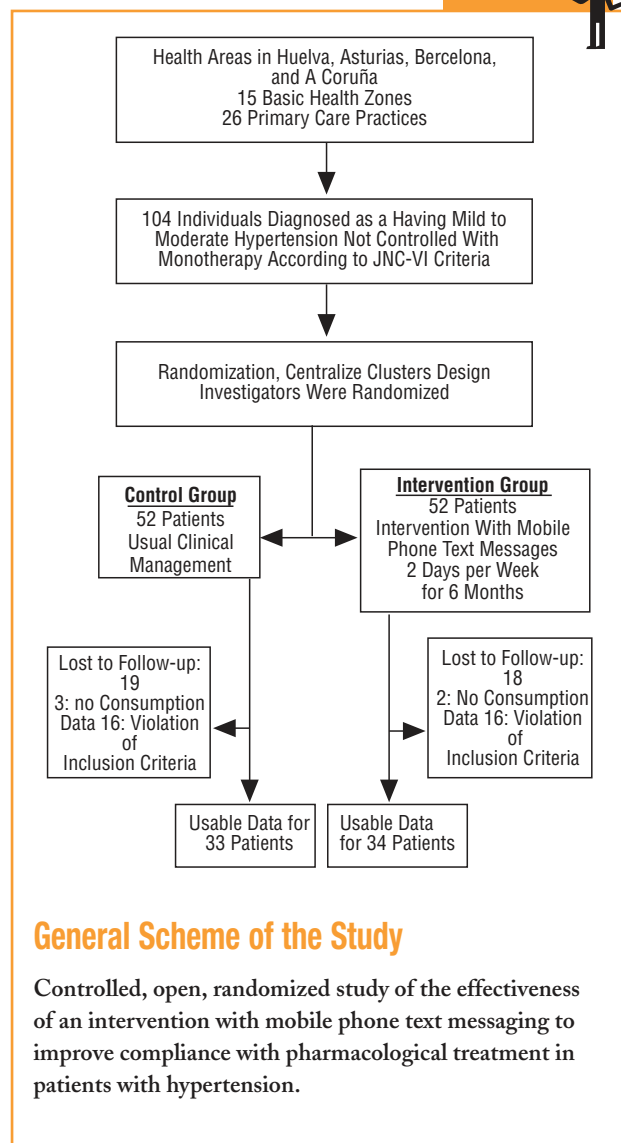 Health Areas in Huelva, Asturias, Bercelona,
and A Coruña
15 Basic Health Zones
26 Primary Care Practices
104 Individuals Diagnosed as a Having Mild to
Moderate Hypertension Not Controlled With
Monotherapy According to JNC-VI Criteria
Randomization, Centralize Clusters Design
Investigators Were Randomized
Control Group
52 Patients
Usual Clinical
Management
Intervention Group
52 Patients
Intervention With Mobile
Phone Text Messages
2 Days per Week
for 6 Months
Lost to Follow-up:
19
3: no Consumption
Data 16: Violation
of
Inclusion Criteria
Lost to Follow-up:
18
2: No Consumption
Data 16: Violation
of
Inclusion Criteria
Usable Data for
33 Patients
Usable Data
for 34 Patients
General Scheme of the Study
Controlled, open, randomized study of the effectiveness
of an intervention with mobile phone text messaging to
improve compliance with pharmacological treatment in
patients with hypertension.